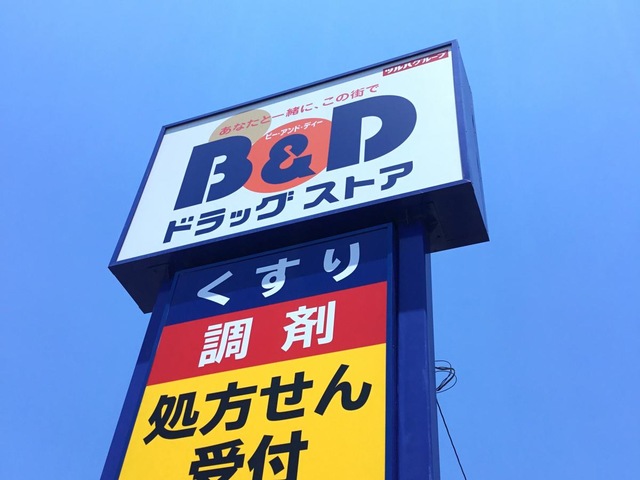 ツルハグループ
あなたと一緒に、この街で
ビー・アンド・ディー
B&D
ドラッグストア
くすり
調剤
処方せん
受付